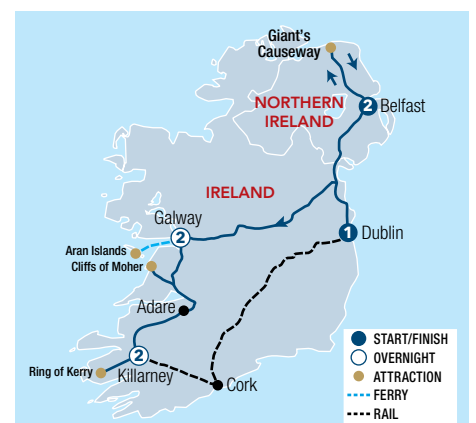 Giant's
Causeway
NORTHERN
IRELAND
2
Belfast
IRELAND
Galway
2
Aran Islands
Cliffs of Moher
1
Dublin
Adare
2
Ring of Kerry
Killarney
Cork
START/FINISH
OVERNIGHT
ATTRACTION
FERRY
RAIL